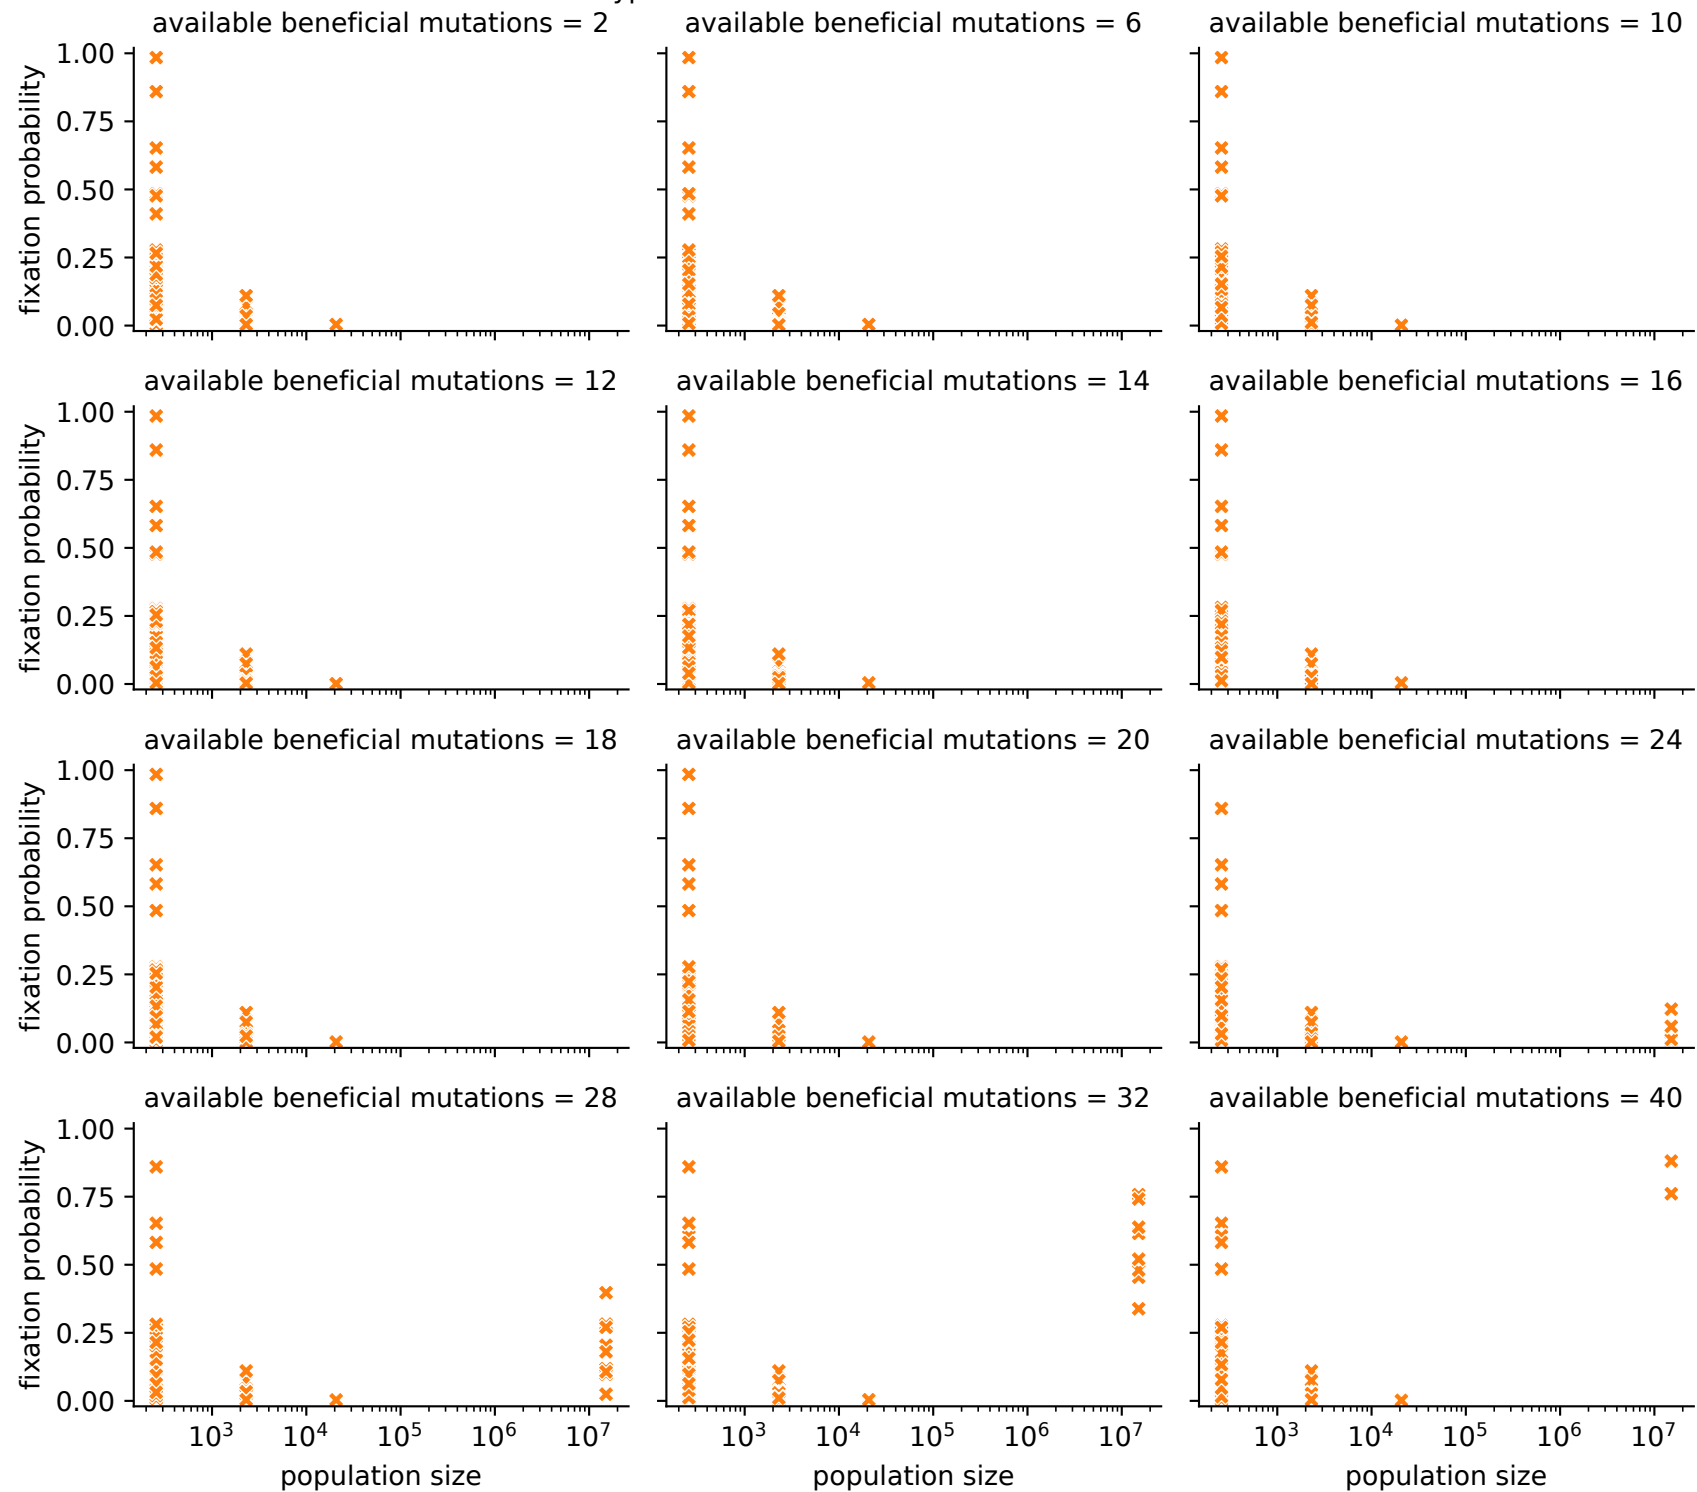 available beneficial mutations = 2
available beneficial mutations = 6
available beneficial mutations = 10
fixation probability
1.00
0.75
0.50
0.25
0.00
available beneficial mutations = 12
available beneficial mutations = 14
available beneficial mutations = 16
fixation probability
1.00
0.75
0.50
0.25
0.00
available beneficial mutations = 18
available beneficial mutations = 20
available beneficial mutations = 24
fixation probability
1.00
0.75
0.50
0.25
0.00
available beneficial mutations = 28
available beneficial mutations = 32
available beneficial mutations = 40
fixation probability
1.00
0.75
0.50
0.25
0.00
10³ 10⁴ 10⁵ 10⁶ 10⁷
10³ 10⁴ 10⁵ 10⁶ 10⁷
10³ 10⁴ 10⁵ 10⁶ 10⁷
population size
population size
population size